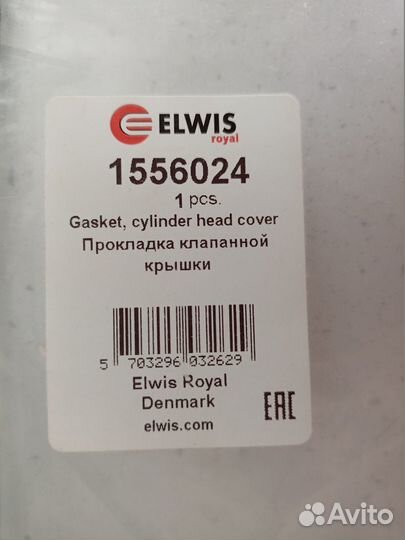 ELWIS
royal
1556024
1 pcs.
Gasket, cylinder head cover
Прокладка клапанной
крышки
5 703296 032629
Elwis Royal
Denmark
elwis.com
EAC
Avito